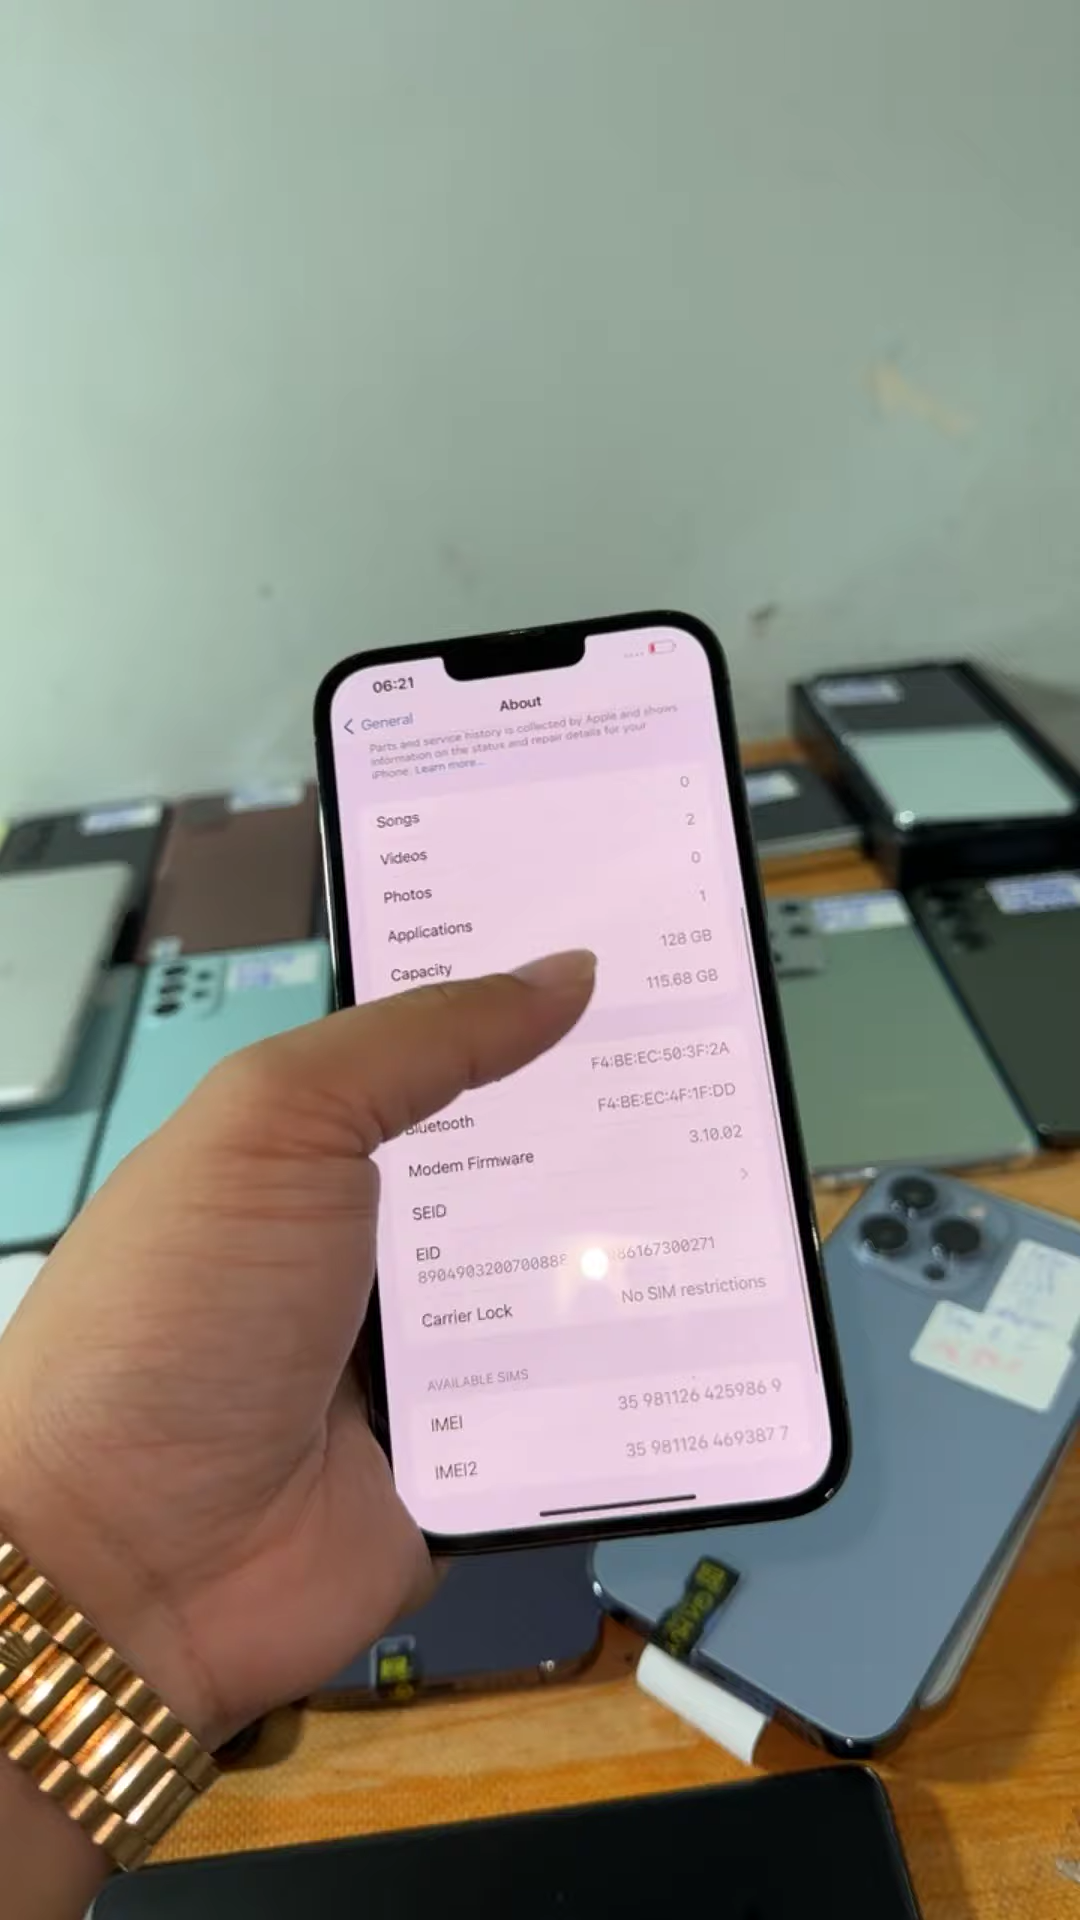 06:21
General
About
Parts and service history is collected by Apple and shows
information on the status and repair details for your
iPhone. Learn more...
Songs 0
Videos 2
Photos 0
Applications 1
Capacity 128 GB
115.68 GB
F4:BE:EC:50:3F:2A
Bluetooth F4:BE:EC:4F:1F:DD
Modem Firmware 3.10.02
SEID
EID
890490320070088 86167300271
Carrier Lock No SIM restrictions
AVAILABLE SIMS
IMEI 35 981126 425986 9
IMEI2 35 981126 469387 7